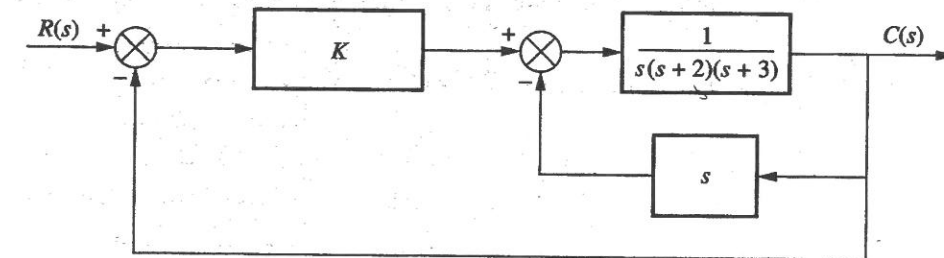 R(s) + K + 1 C(s)
− − s(s + 2)(s + 3)
s